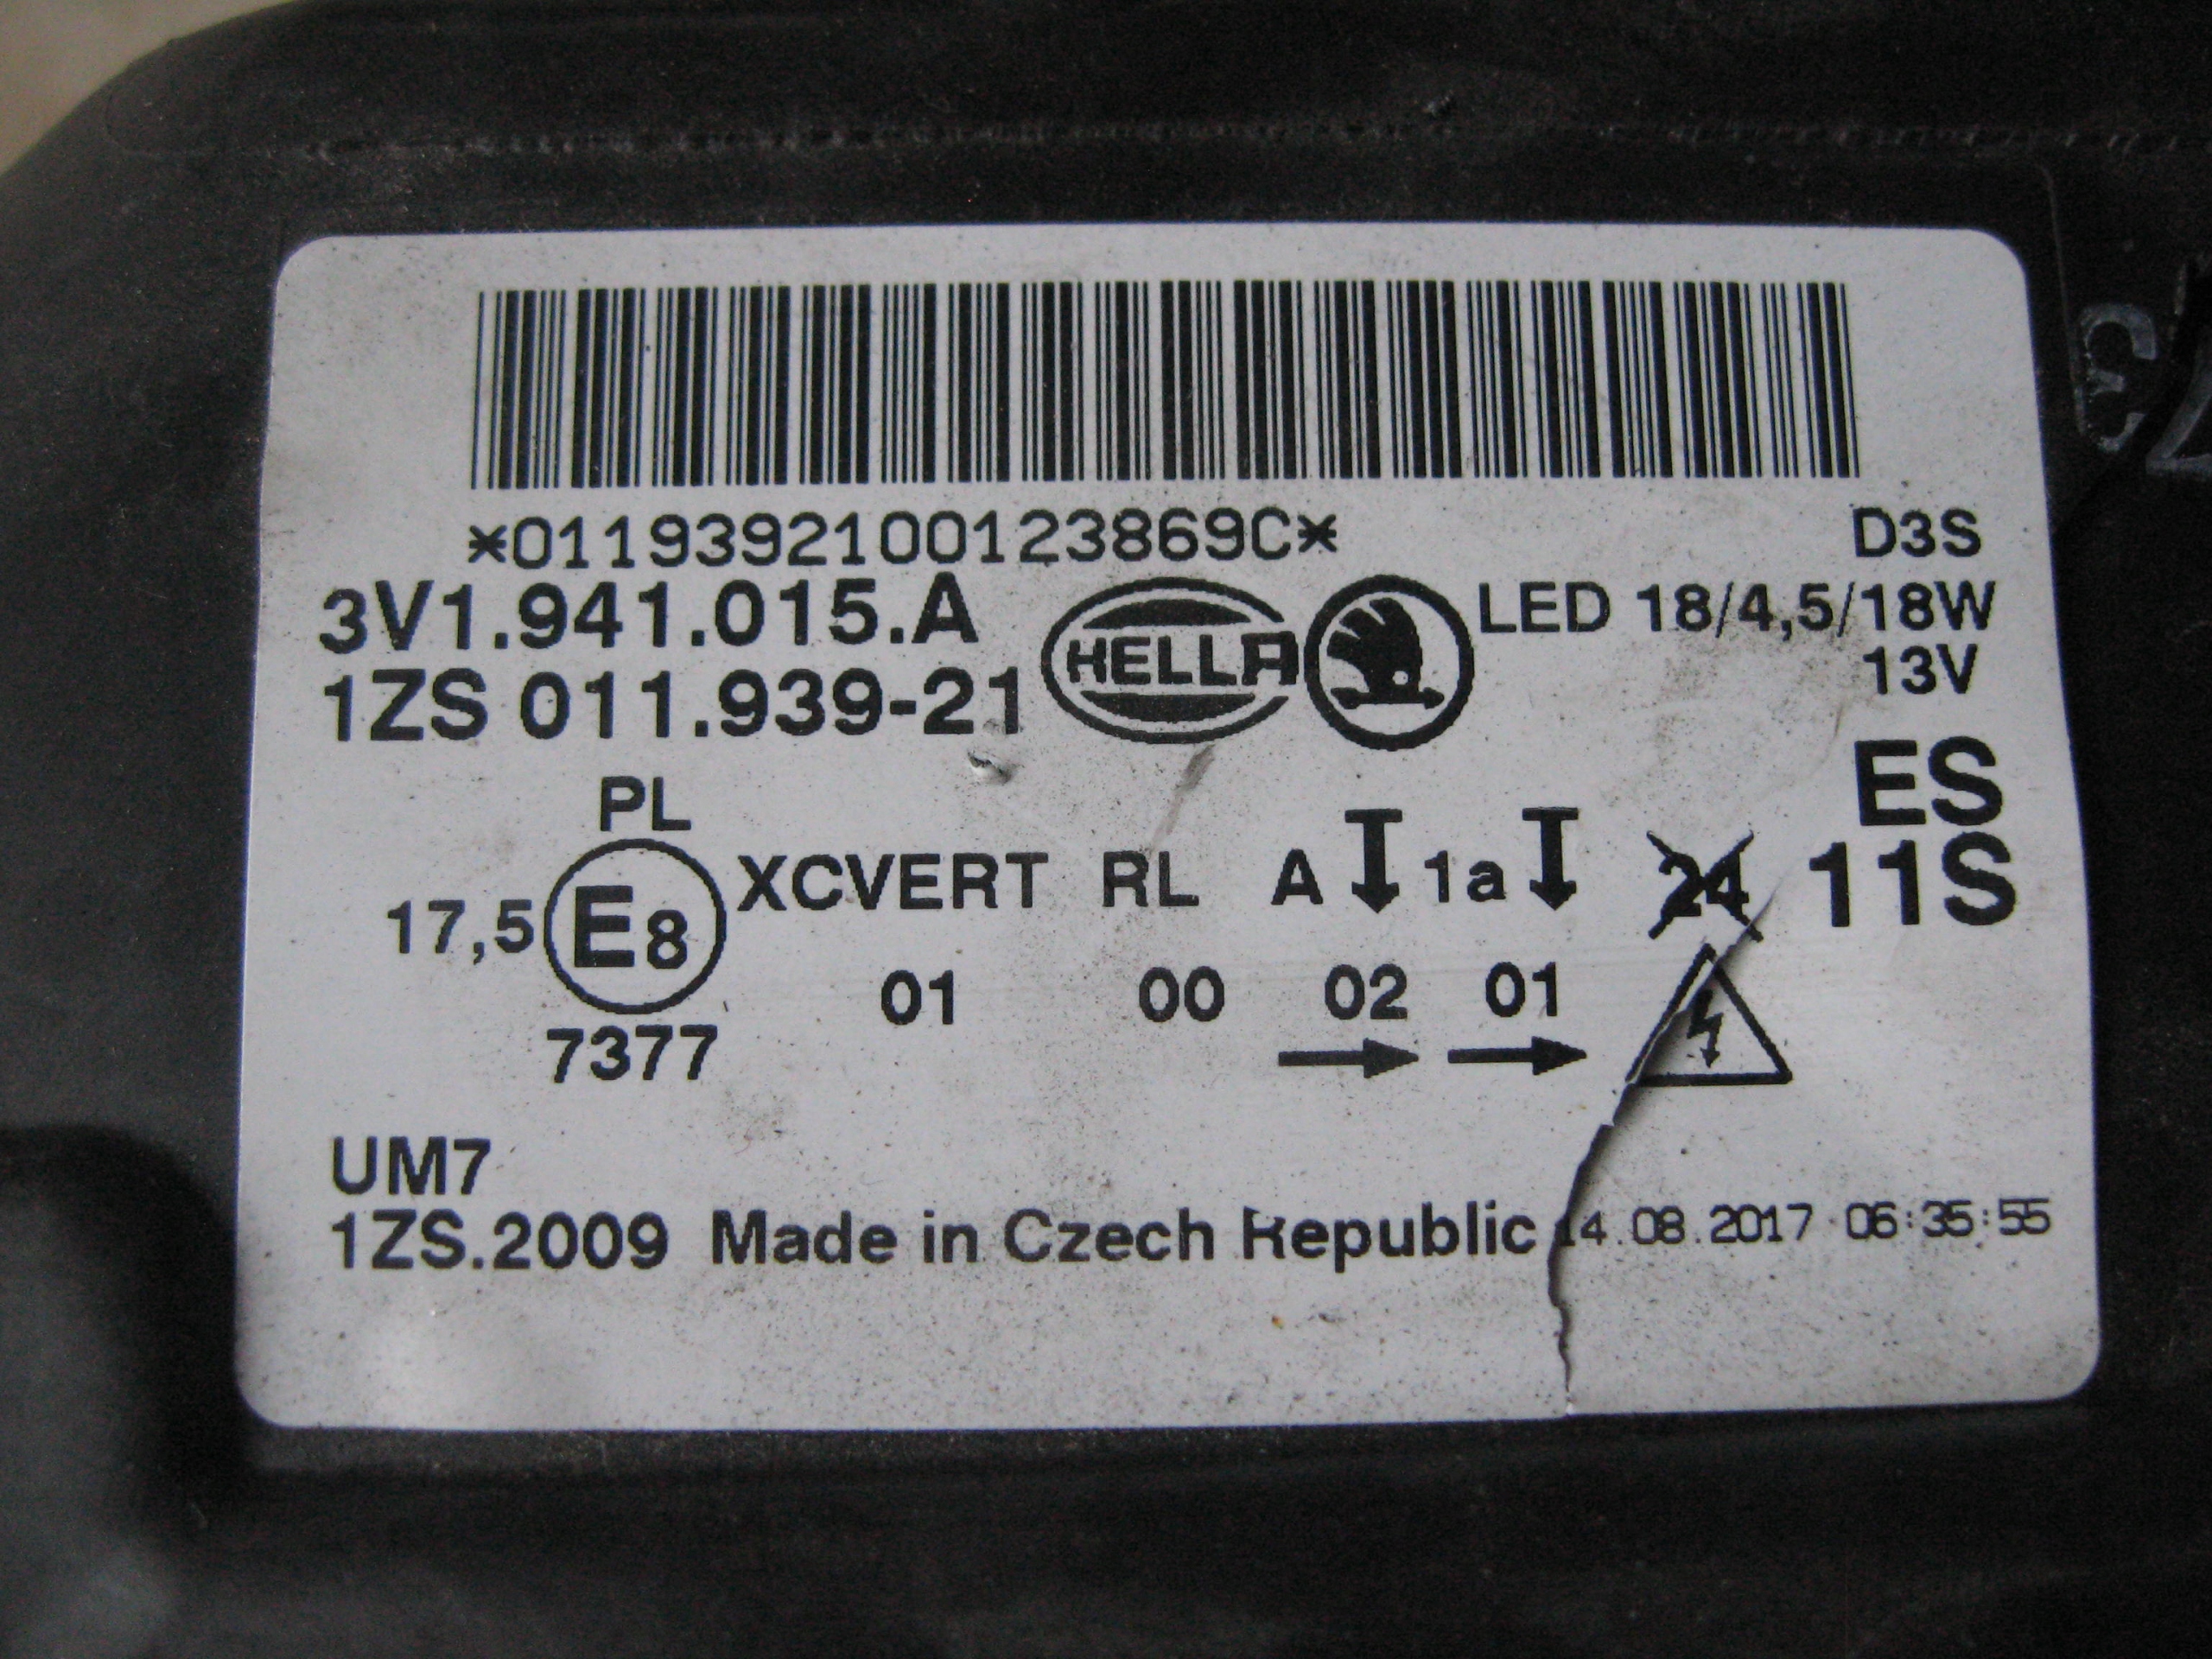 *0119392100123869C*
D3S
3V1.941.015.A
HELLA
LED 18/4,5/18W
1ZS 011.939-21
13V
ES
PL
XCVERT RL A 1a 24 11S
17,5 E8
01 00 02 01
7377
UM7
1ZS.2009 Made in Czech Republic 14.08.2017 06:35:55